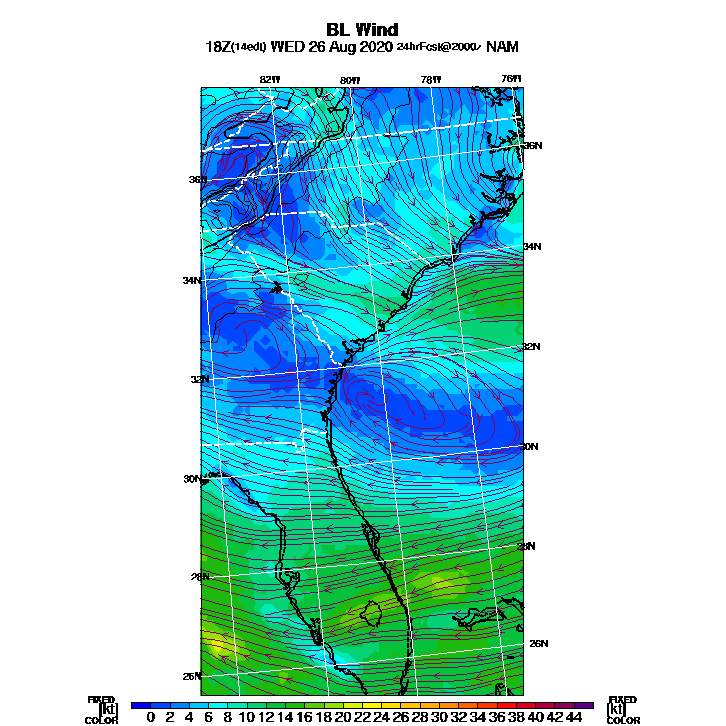 BL Wind
18Z(14edt) WED 26 Aug 2020 24hrFcst@2000z NAM
82W 80W 78W 76W
36N
36N
34N
34N
32N
32N
30N
30N
28N
28N
26N
26N
FIXED FIXED
[kt] 0 2 4 6 8 10 12 14 16 18 20 22 24 26 28 30 32 34 36 38 40 42 44 [kt]
COLOR COLOR